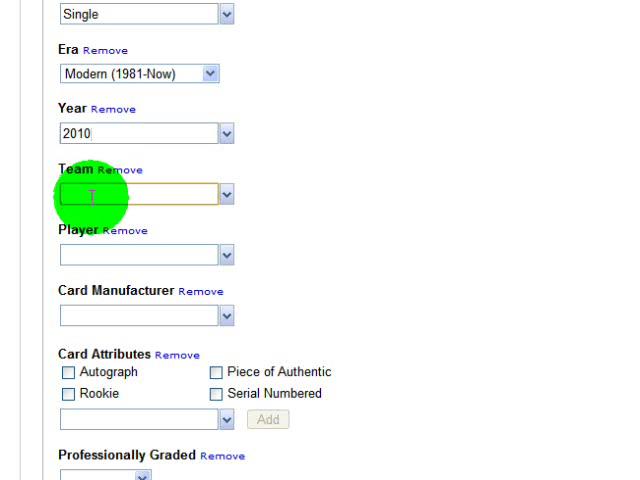 Single
Era Remove
Modern (1981-Now)
Year Remove
2010
Team Remove
Player Remove
Card Manufacturer Remove
Card Attributes Remove
Autograph Piece of Authentic
Rookie Serial Numbered
Add
Professionally Graded Remove